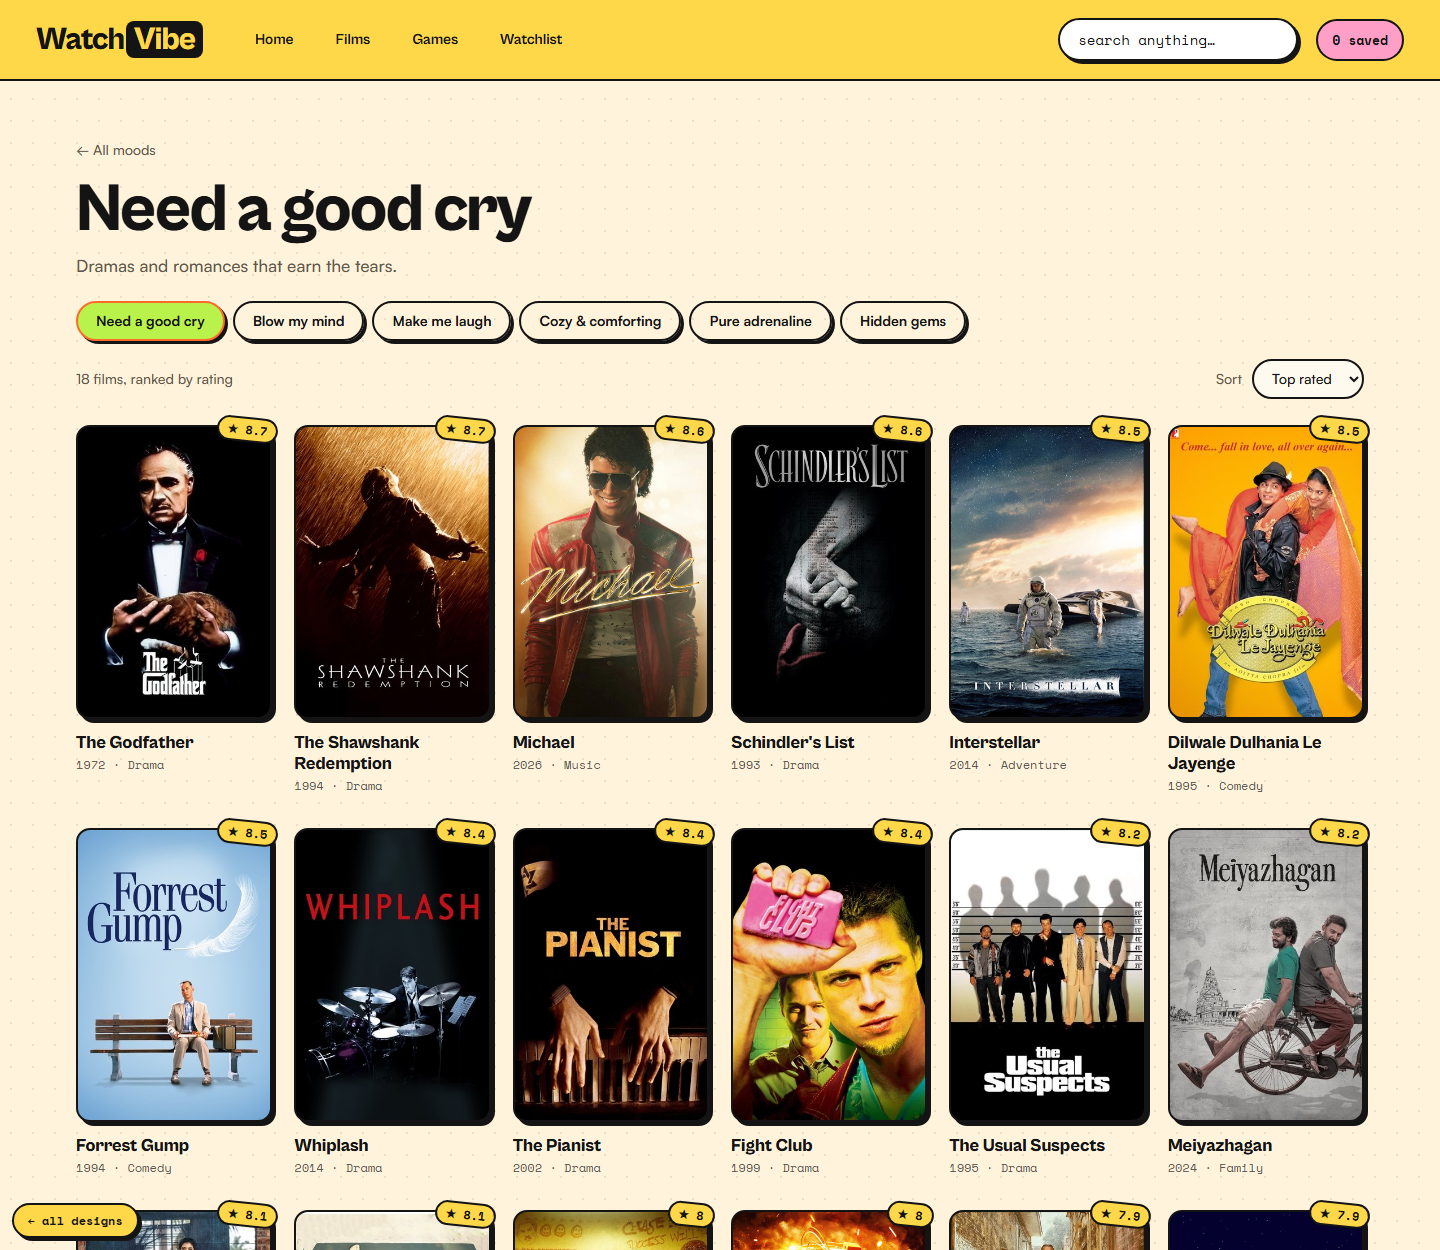 Watch Vibe
Home
Films
Games
Watchlist
search anything…
0 saved
← All moods
Need a good cry
Dramas and romances that earn the tears.
Need a good cry
Blow my mind
Make me laugh
Cozy & comforting
Pure adrenaline
Hidden gems
18 films, ranked by rating
Sort
Top rated
★ 8.7
★ 8.7
★ 8.6
★ 8.6
★ 8.5
★ 8.5
The
Godfather
THE
SHAWSHANK
REDEMPTION
Michael
SCHINDLER'S LIST
INTERSTELLAR
Come... fall in love, all over again...
Dilwale Dulhania
Le Jayenge
The Godfather
1972 · Drama
The Shawshank
Redemption
1994 · Drama
Michael
2026 · Music
Schindler's List
1993 · Drama
Interstellar
2014 · Adventure
Dilwale Dulhania Le
Jayenge
1995 · Comedy
★ 8.5
★ 8.4
★ 8.4
★ 8.4
★ 8.2
★ 8.2
Forrest
Gump
WHIPLASH
THE
PIANIST
FIGHT
CLUB
the
Usual
Suspects
Meiyazhagan
Forrest Gump
1994 · Comedy
Whiplash
2014 · Drama
The Pianist
2002 · Drama
Fight Club
1999 · Drama
The Usual Suspects
1995 · Drama
Meiyazhagan
2024 · Family
← all designs
★ 8.1
★ 8.1
★ 8
★ 8
★ 7.9
★ 7.9